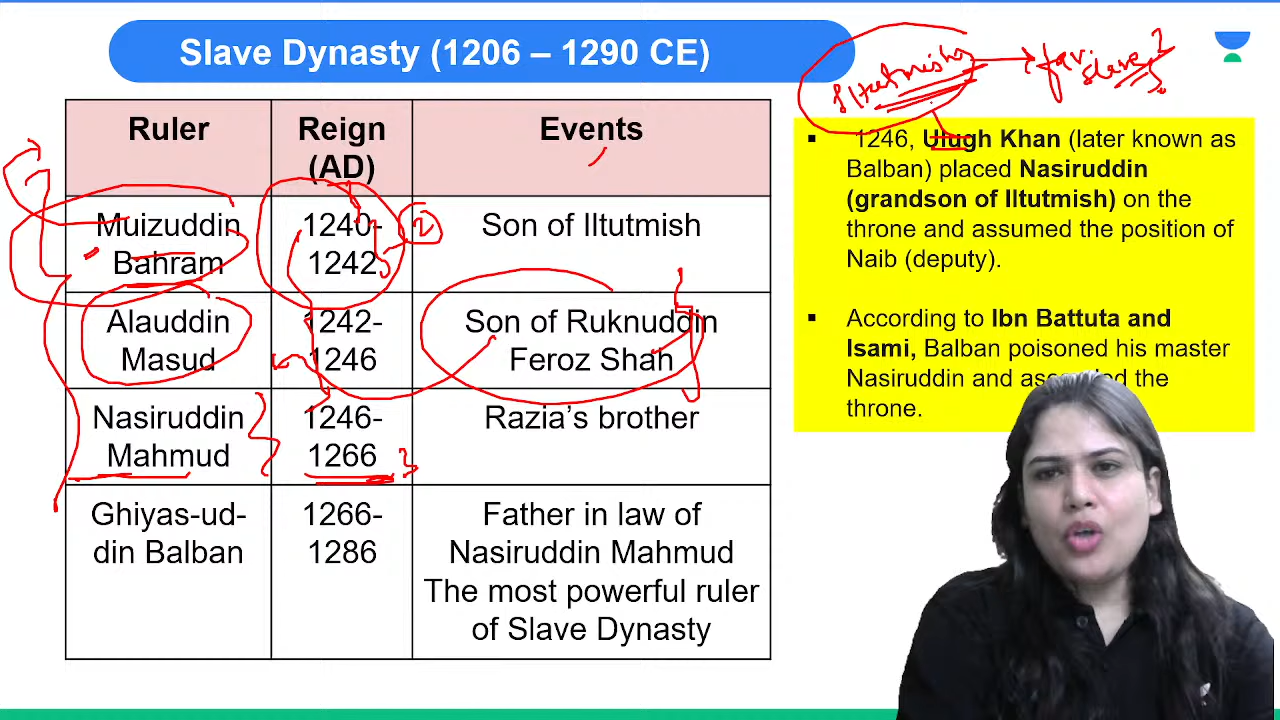 Slave Dynasty (1206 – 1290 CE)
Iltutmish → fav. slave
Ruler
Reign (AD)
Events
Muizuddin Bahram
1240-1242
2
Son of Iltutmish
Alauddin Masud
1242-1246
Son of Ruknuddin Feroz Shah
Nasiruddin Mahmud
1246-1266
Razia's brother
Ghiyas-ud-din Balban
1266-1286
Father in law of Nasiruddin Mahmud
The most powerful ruler of Slave Dynasty
▪ 1246, Ulugh Khan (later known as
Balban) placed Nasiruddin
(grandson of Iltutmish) on the
throne and assumed the position of
Naib (deputy).
▪ According to Ibn Battuta and
Isami, Balban poisoned his master
Nasiruddin and the
throne.